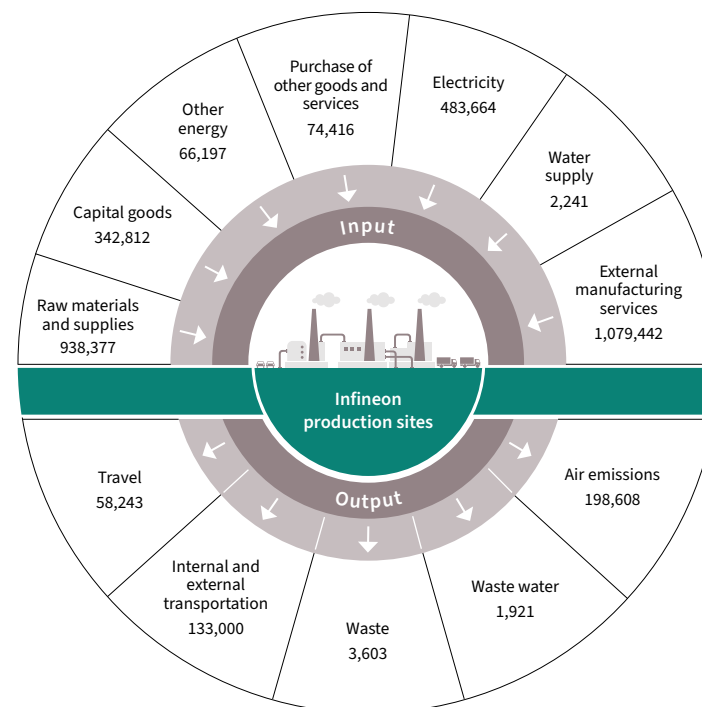 Raw materials
and supplies
938,377
Capital goods
342,812
Other
energy
66,197
Purchase of
other goods and
services
74,416
Electricity
483,664
Water
supply
2,241
External
manufacturing
services
1,079,442
Input
Infineon
production sites
Output
Travel
58,243
Internal and
external
transportation
133,000
Waste
3,603
Waste water
1,921
Air emissions
198,608